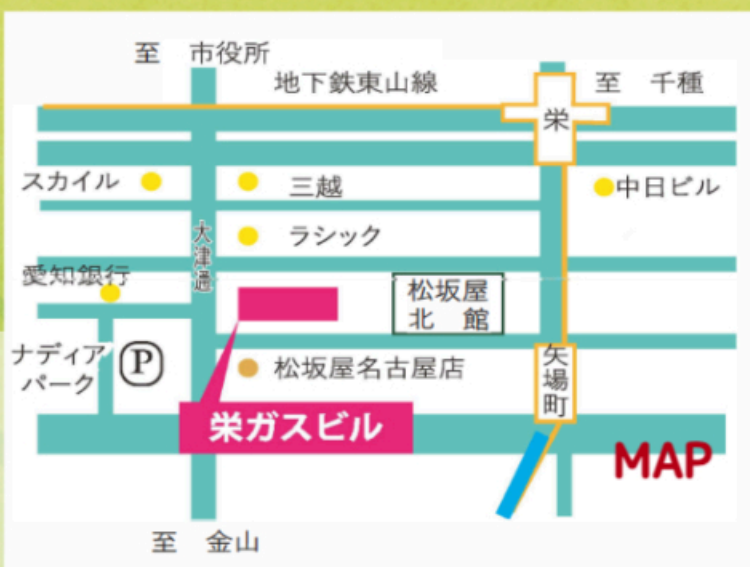 至 市役所
地下鉄東山線
至 千種
栄
スカイル
三越
中日ビル
大津通
ラシック
愛知銀行
松坂屋
北 館
ナディア
パーク
P
松坂屋名古屋店
矢場町
栄ガスビル
MAP
至 金山